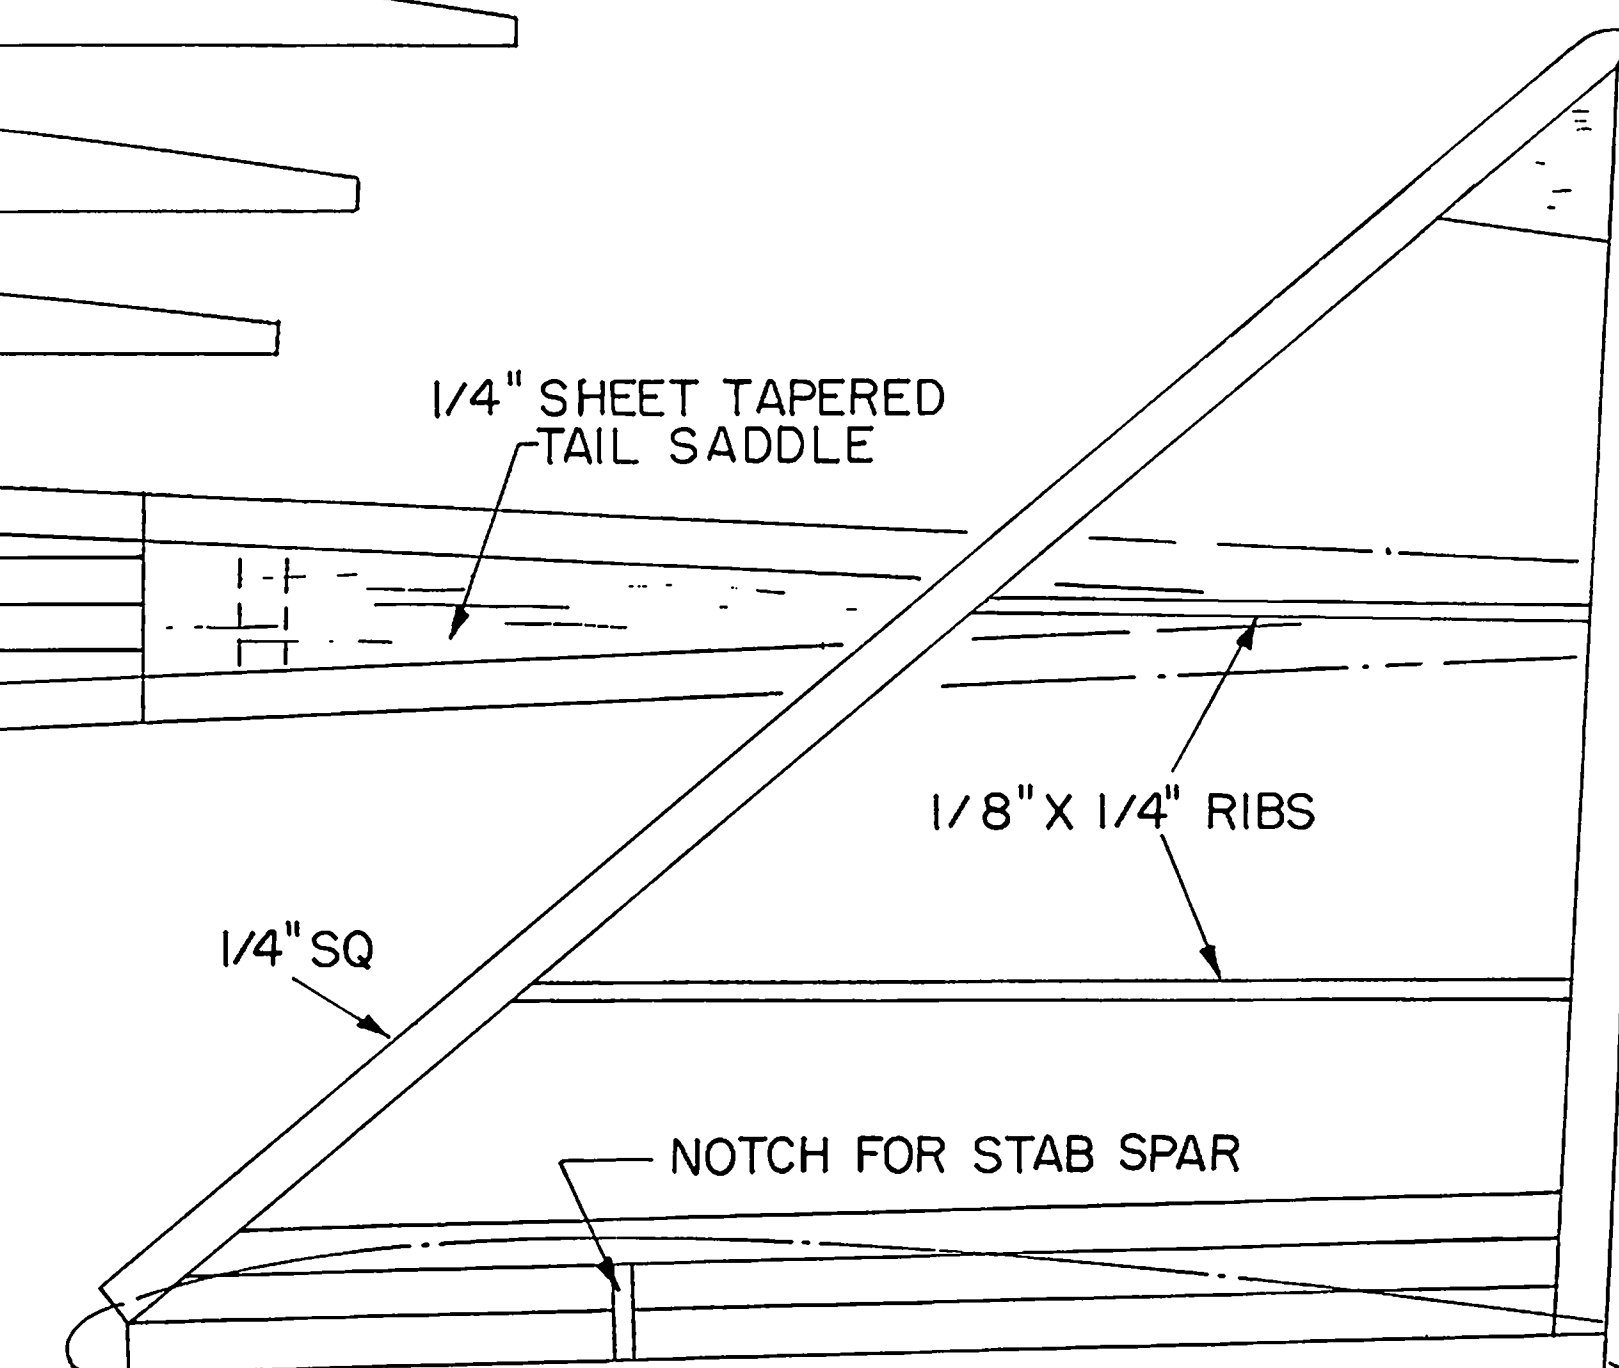 1/4" SHEET TAPERED
TAIL SADDLE
1/8" X 1/4" RIBS
1/4" SQ
NOTCH FOR STAB SPAR